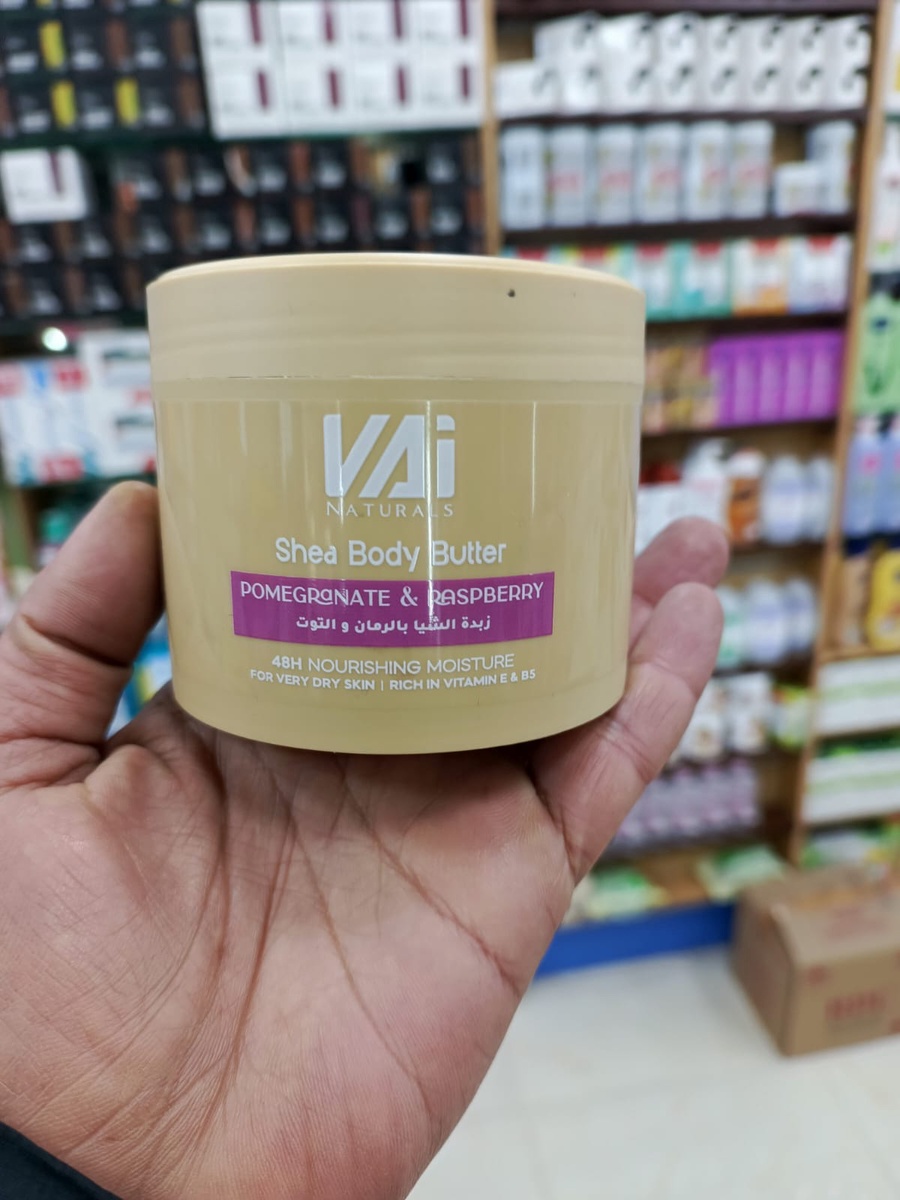 VAi
NATURALS
Shea Body Butter
POMEGRANATE & RASPBERRY
زبدة الشيا بالرمان و التوت
48H NOURISHING MOISTURE
FOR VERY DRY SKIN | RICH IN VITAMIN E & B5